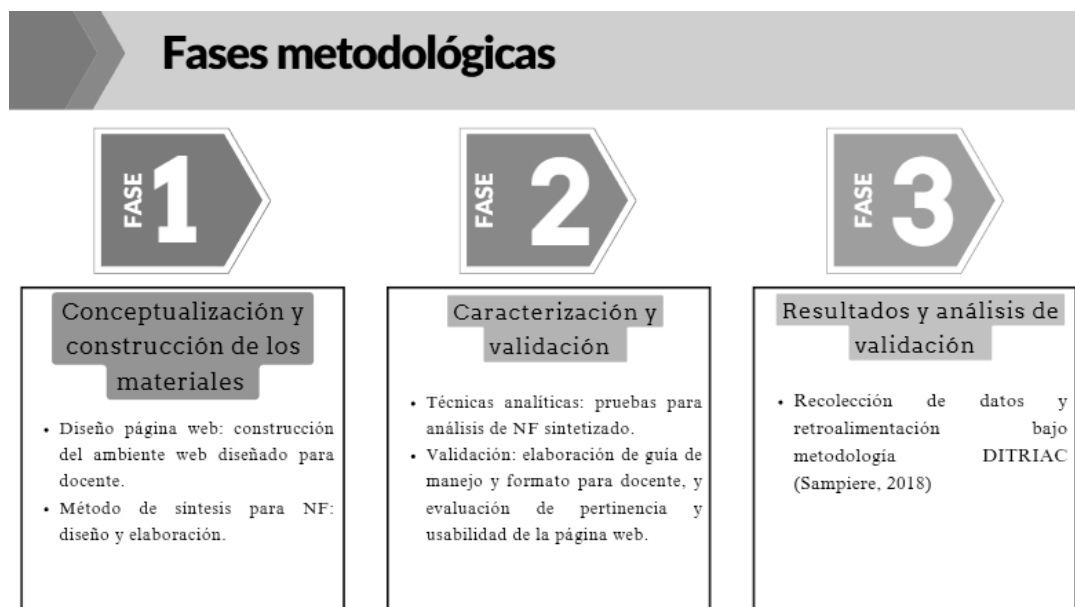 Fases metodológicas
FASE 1
Conceptualización y
construcción de los
materiales
• Diseño página web: construcción
del ambiente web diseñado para
docente.
• Método de síntesis para NF:
diseño y elaboración.
FASE 2
Caracterización y
validación
• Técnicas analíticas: pruebas para
análisis de NF sintetizado.
• Validación: elaboración de guía de
manejo y formato para docente, y
evaluación de pertinencia y
usabilidad de la página web.
FASE 3
Resultados y análisis de
validación
• Recolección de datos y
retroalimentación bajo
metodología DITRIAC
(Sampiere, 2018)